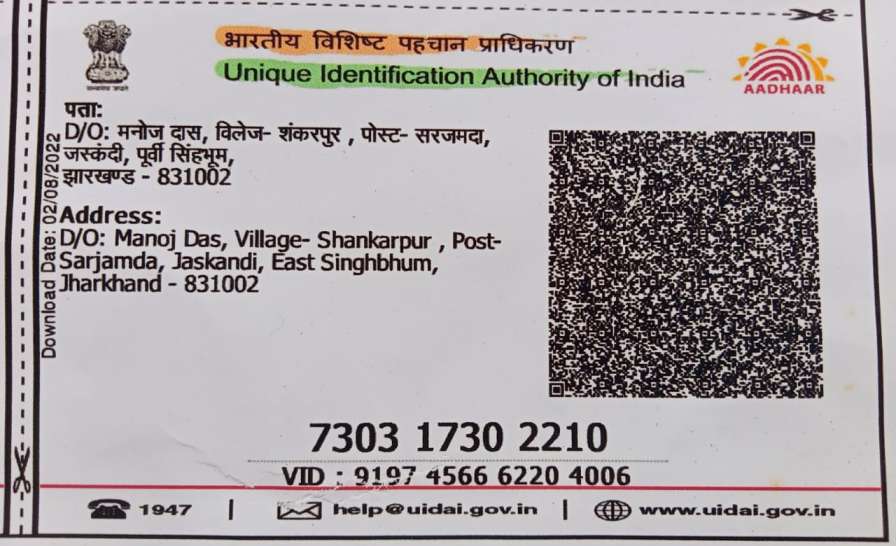 भारतीय विशिष्ट पहचान प्राधिकरण
Unique Identification Authority of India
AADHAAR
सत्यमेव जयते
पता:
D/O: मनोज दास, विलेज- शंकरपुर , पोस्ट- सरजमदा,
जस्कंदी, पूर्वी सिंहभूम,
झारखण्ड - 831002
Address:
D/O: Manoj Das, Village- Shankarpur , Post-
Sarjamda, Jaskandi, East Singhbhum,
Jharkhand - 831002
Download Date: 02/08/2022
7303 1730 2210
VID : 9197 4566 6220 4006
1947 | help@uidai.gov.in | www.uidai.gov.in